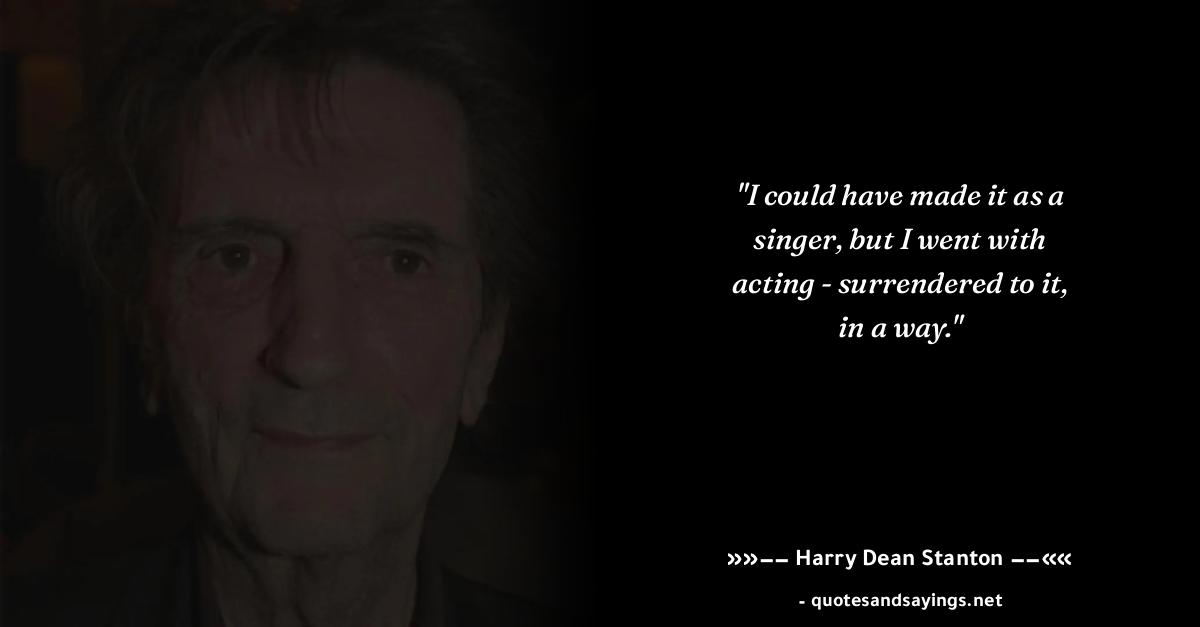 "I could have made it as a
singer, but I went with
acting - surrendered to it,
in a way."
»»−− Harry Dean Stanton −−««
- quotesandsayings.net